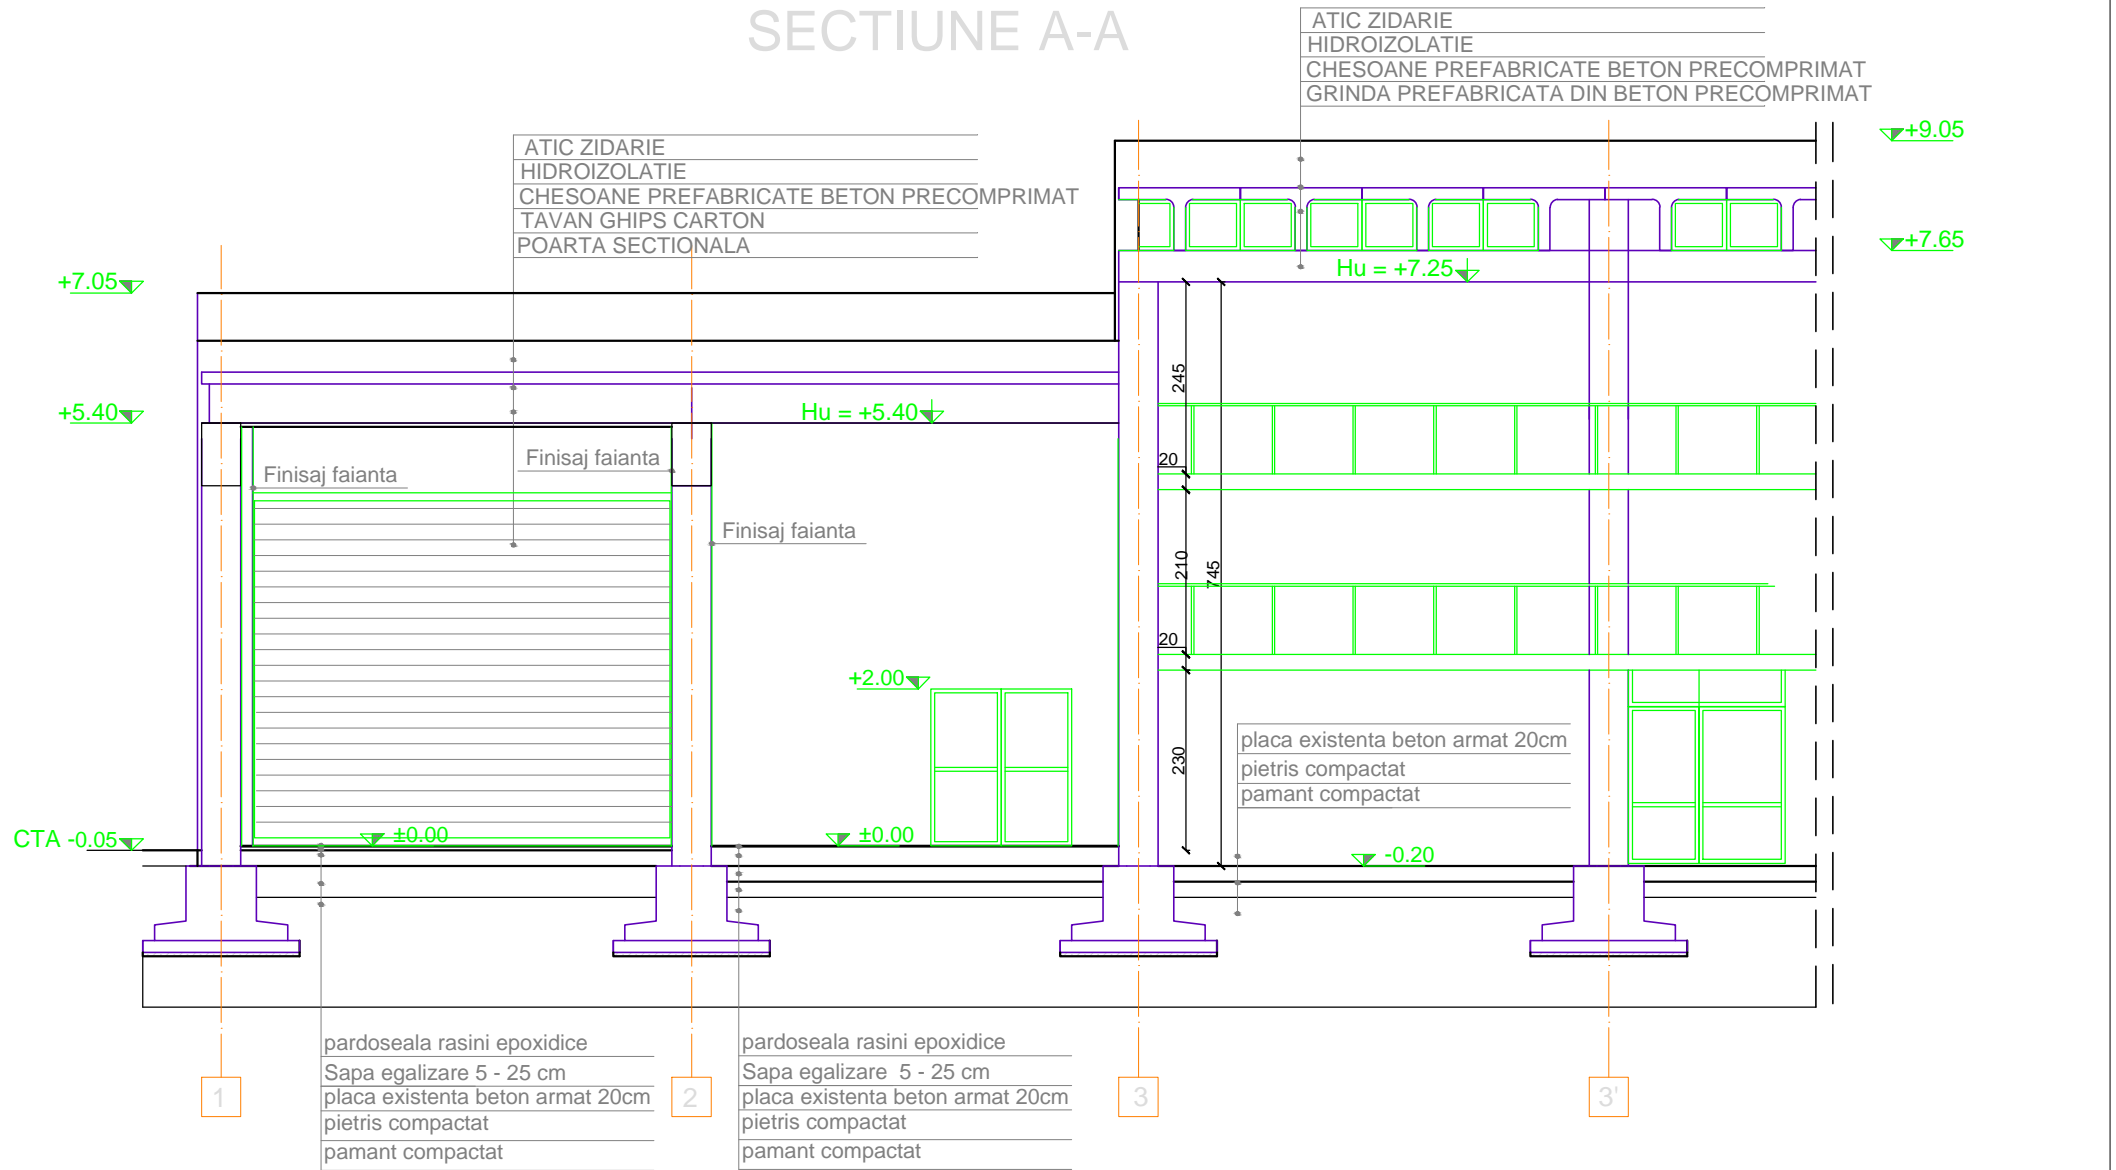 SECTIUNE A-A
ATIC ZIDARIE
HIDROIZOLATIE
CHESOANE PREFABRICATE BETON PRECOMPRIMAT
GRINDA PREFABRICATA DIN BETON PRECOMPRIMAT
ATIC ZIDARIE
HIDROIZOLATIE
CHESOANE PREFABRICATE BETON PRECOMPRIMAT
TAVAN GHIPS CARTON
POARTA SECTIONALA
+9.05
+7.65
Hu = +7.25
+7.05
+5.40
Hu = +5.40
245
Finisaj faianta
Finisaj faianta
20
Finisaj faianta
210
745
20
+2.00
230
placa existenta beton armat 20cm
pietris compactat
pamant compactat
CTA -0.05
±0.00
±0.00
-0.20
pardoseala rasini epoxidice
Sapa egalizare 5 - 25 cm
placa existenta beton armat 20cm
pietris compactat
pamant compactat
pardoseala rasini epoxidice
Sapa egalizare 5 - 25 cm
placa existenta beton armat 20cm
pietris compactat
pamant compactat
1
2
3
3'